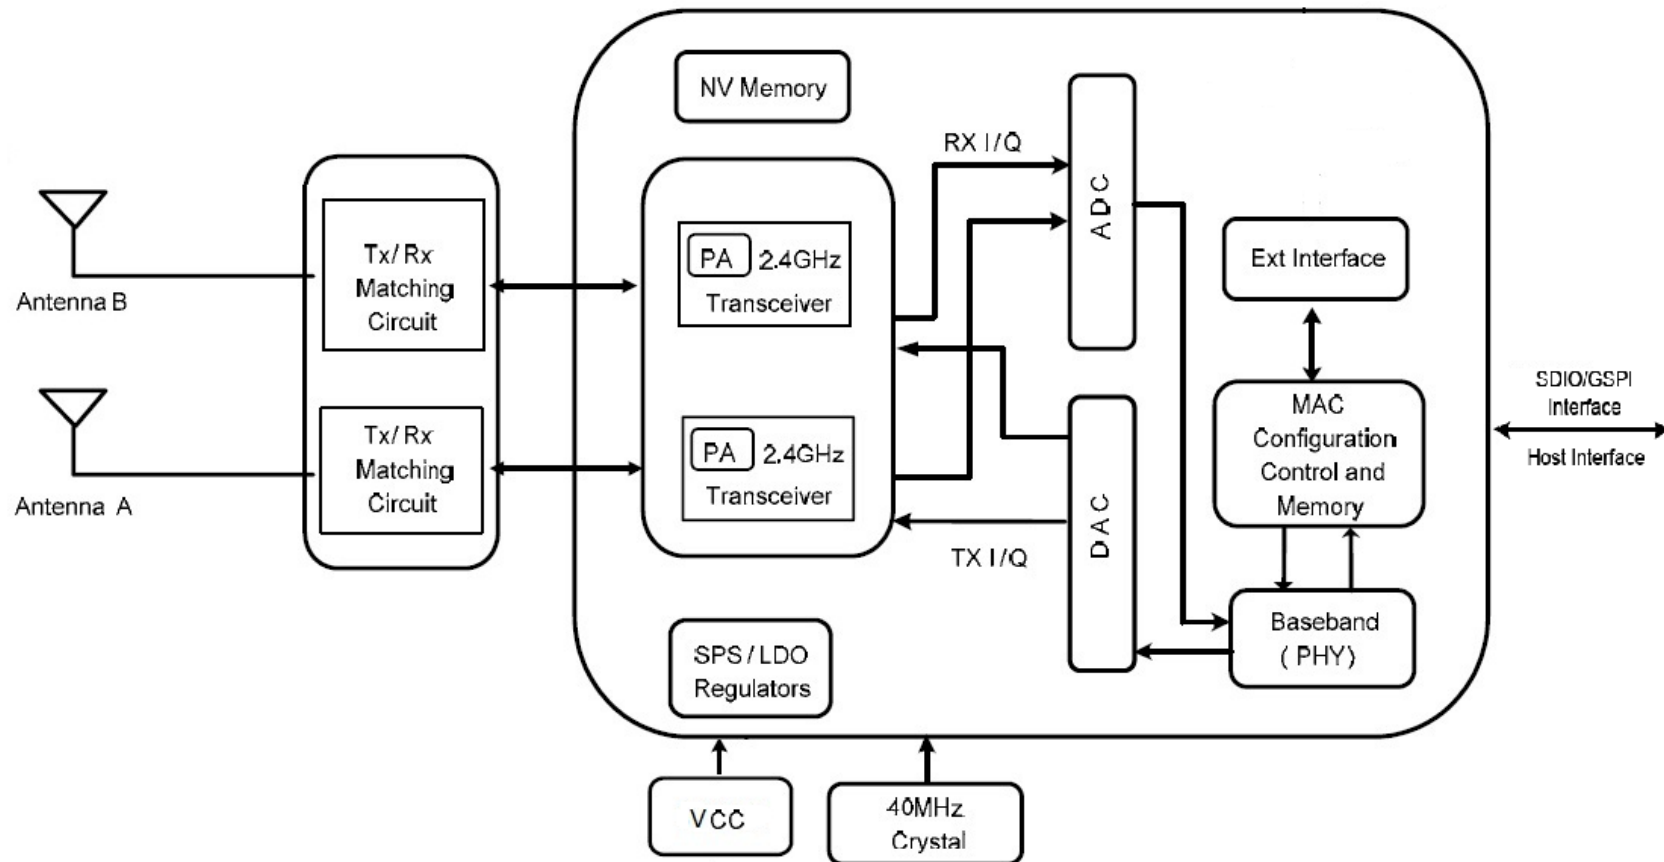 NV Memory
RX I/Q
ADC
Tx/Rx
Matching
Circuit
PA 2.4GHz
Transceiver
Ext Interface
Antenna B
SDIO/GSPI
Interface
Host Interface
MAC
Configuration
Control and
Memory
Tx/Rx
Matching
Circuit
PA 2.4GHz
Transceiver
Antenna A
DAC
TX I/Q
Baseband
( PHY)
SPS/LDO
Regulators
VCC
40MHz
Crystal